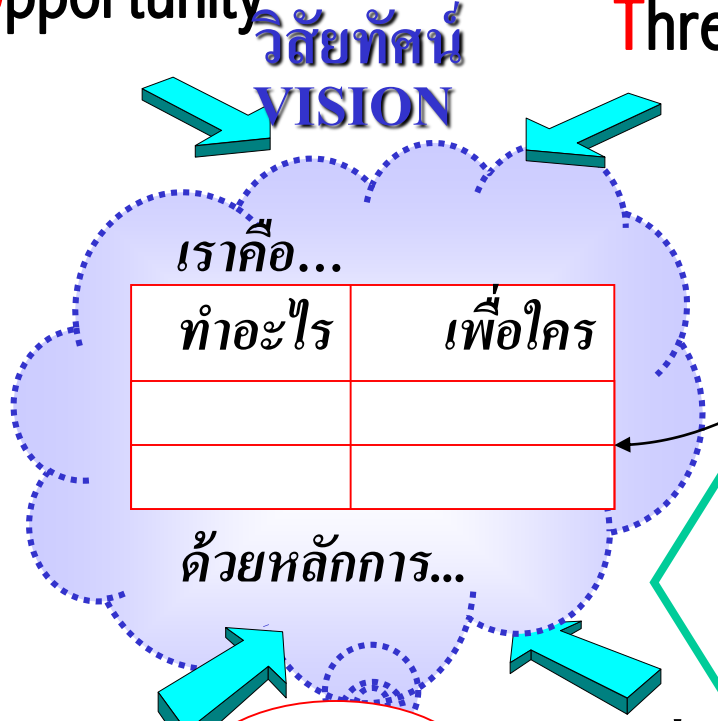 pportunity
Thre
วิสัยทัศน์
VISION
เราคือ...
ทำอะไร เพื่อใคร
ด้วยหลักการ...